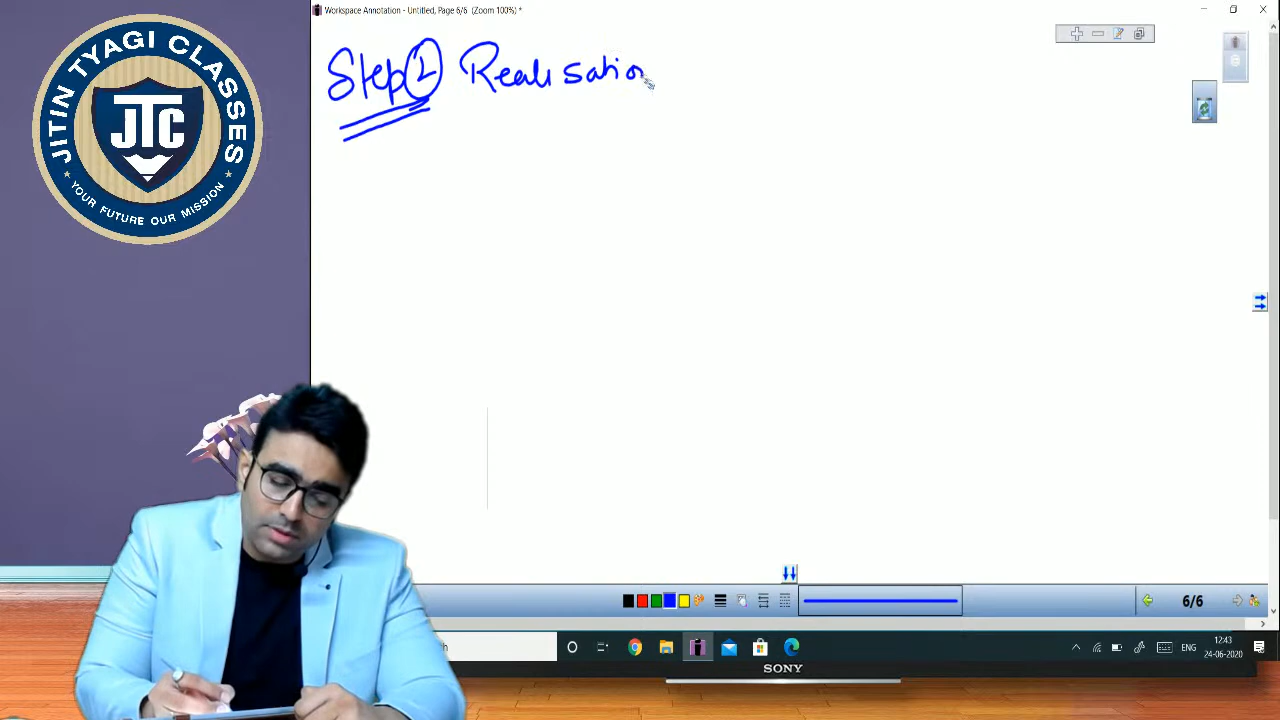 Workspace Annotation - Untitled, Page 6/6 (Zoom 100%) *
JITIN TYAGI CLASSES
JTC
YOUR FUTURE OUR MISSION
Step 2 Realisation
6/6
ENG
12:43
24-06-2020
SONY